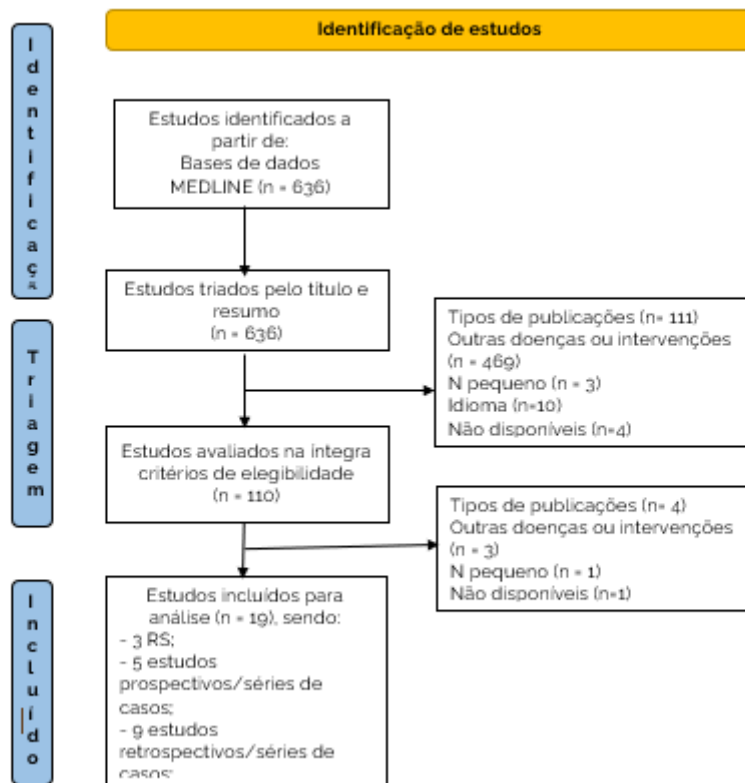 Identificação de estudos
Identificaçã
Estudos identificados a
partir de:
Bases de dados
MEDLINE (n = 636)
Estudos triados pelo título e
resumo
(n = 636)
Tipos de publicações (n= 111)
Outras doenças ou intervenções
(n = 469)
N pequeno (n = 3)
Idioma (n=10)
Não disponíveis (n=4)
Triagem
Estudos avaliados na íntegra
critérios de elegibilidade
(n = 110)
Tipos de publicações (n= 4)
Outras doenças ou intervenções
(n = 3)
N pequeno (n = 1)
Não disponíveis (n=1)
Incluído
Estudos incluídos para
análise (n = 19), sendo:
- 3 RS;
- 5 estudos
prospectivos/séries de
casos;
- 9 estudos
retrospectivos/séries de
casos;